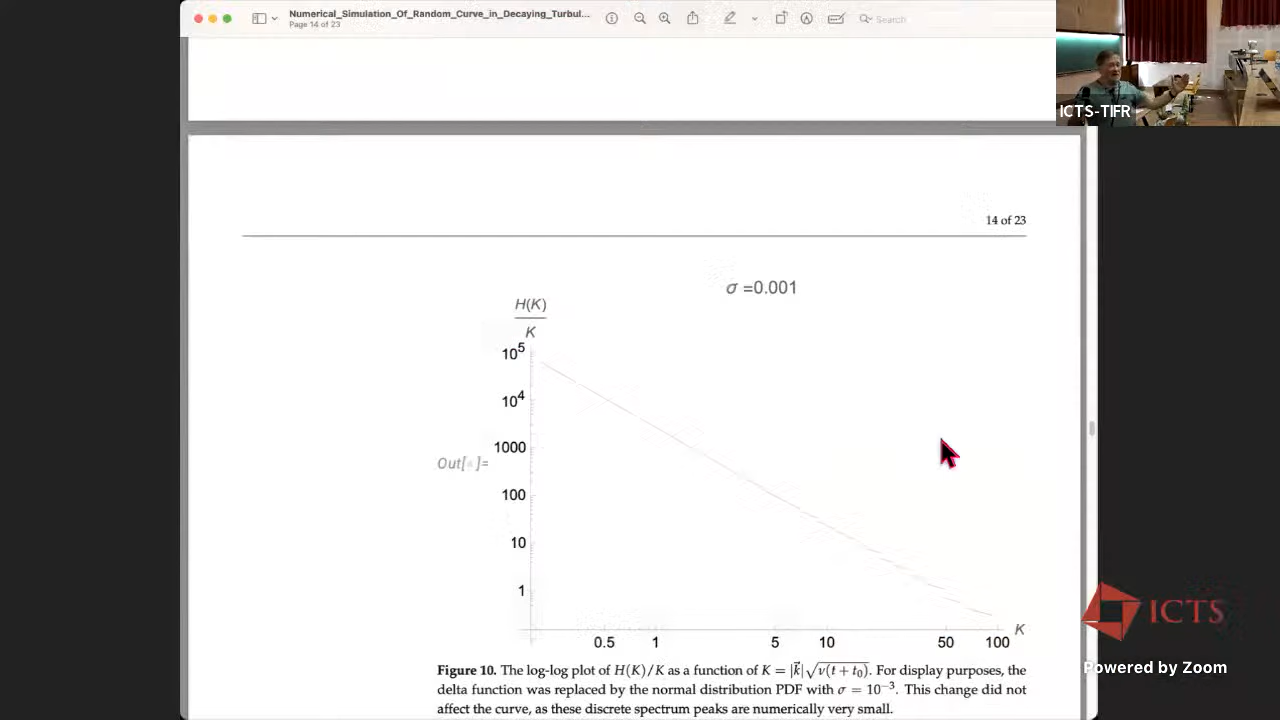 Numerical_Simulation_Of_Random_Curve_in_Decaying_Turbul...
Page 14 of 23
Search
ICTS-TIFR
14 of 23
σ =0.001
H(K)
K
10^5
10^4
1000
100
10
1
Out[ ]=
0.5 1 5 10 50 100 K
Figure 10. The log-log plot of H(K)/K as a function of K = |k⃗|√ν(t + t₀). For display purposes, the
delta function was replaced by the normal distribution PDF with σ = 10⁻³. This change did not
affect the curve, as these discrete spectrum peaks are numerically very small.
ICTS
Powered by Zoom